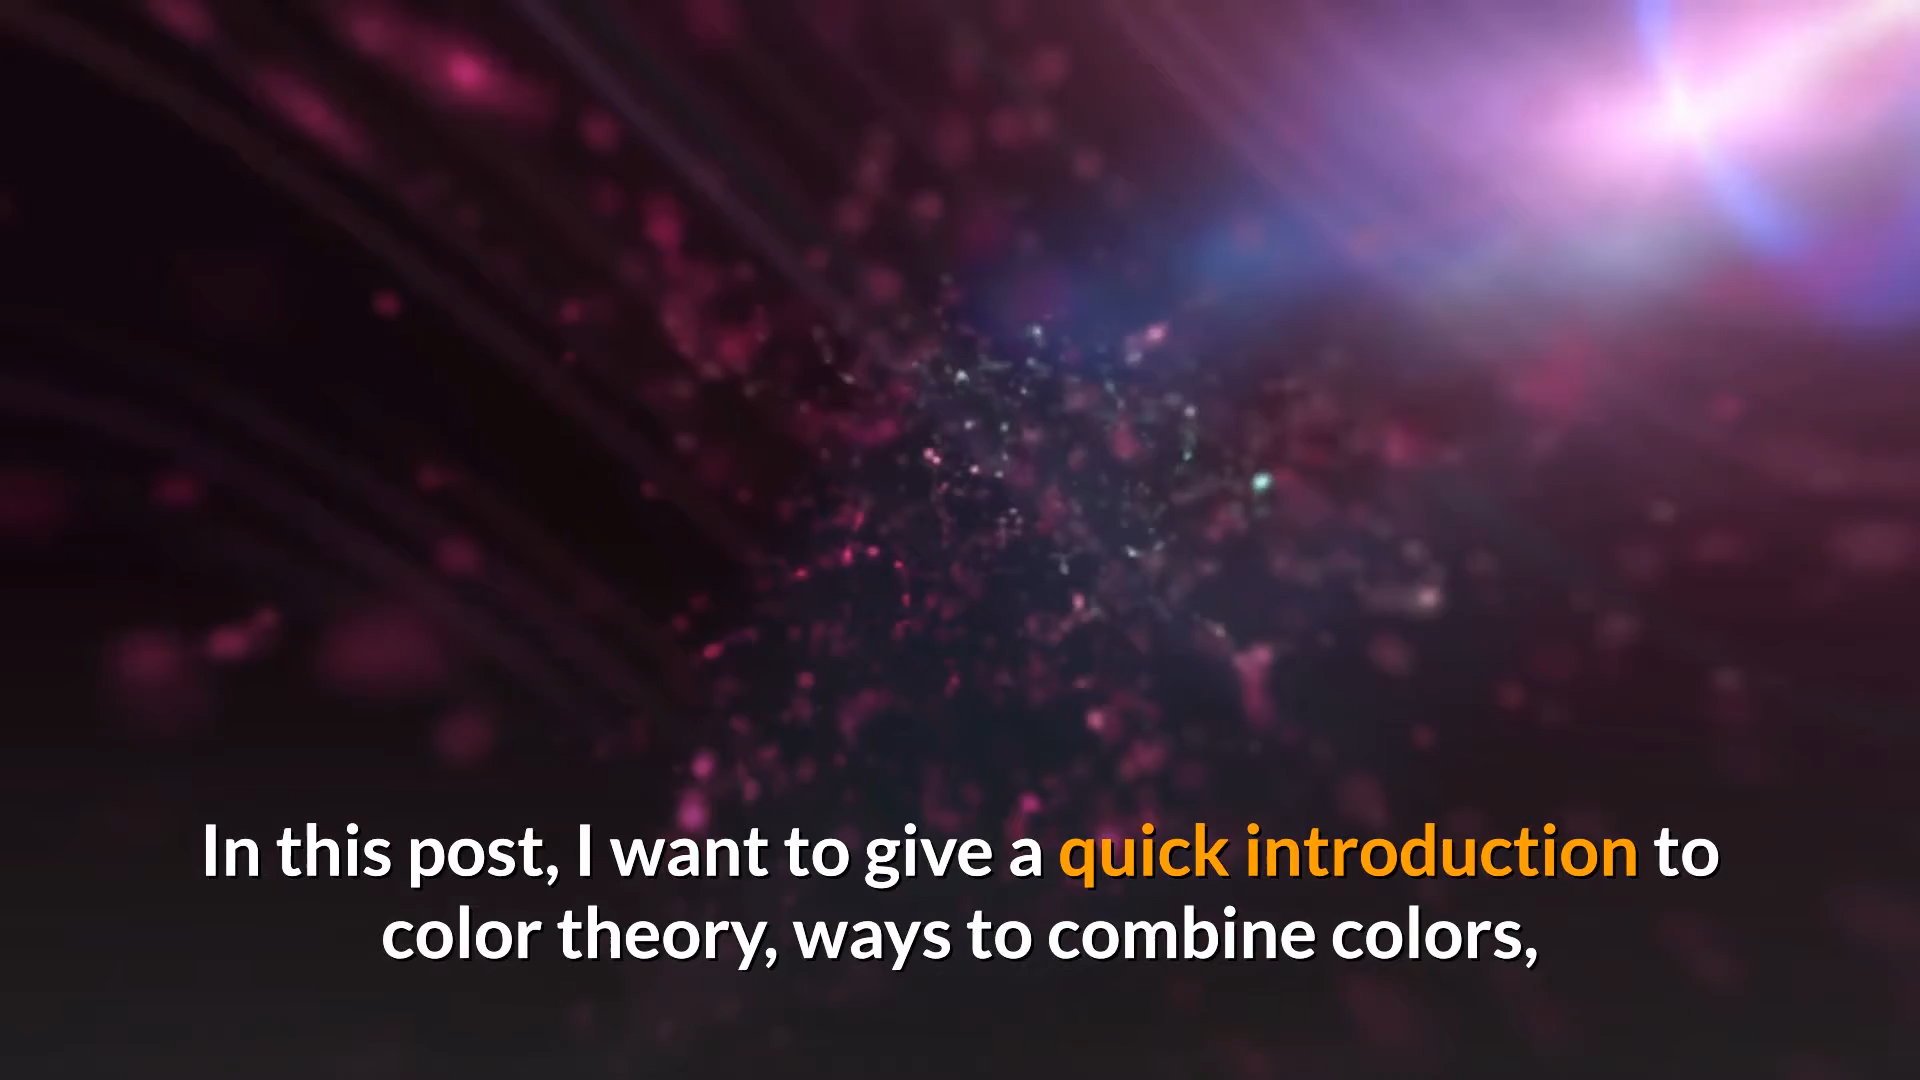 In this post, I want to give a quick introduction to
color theory, ways to combine colors,